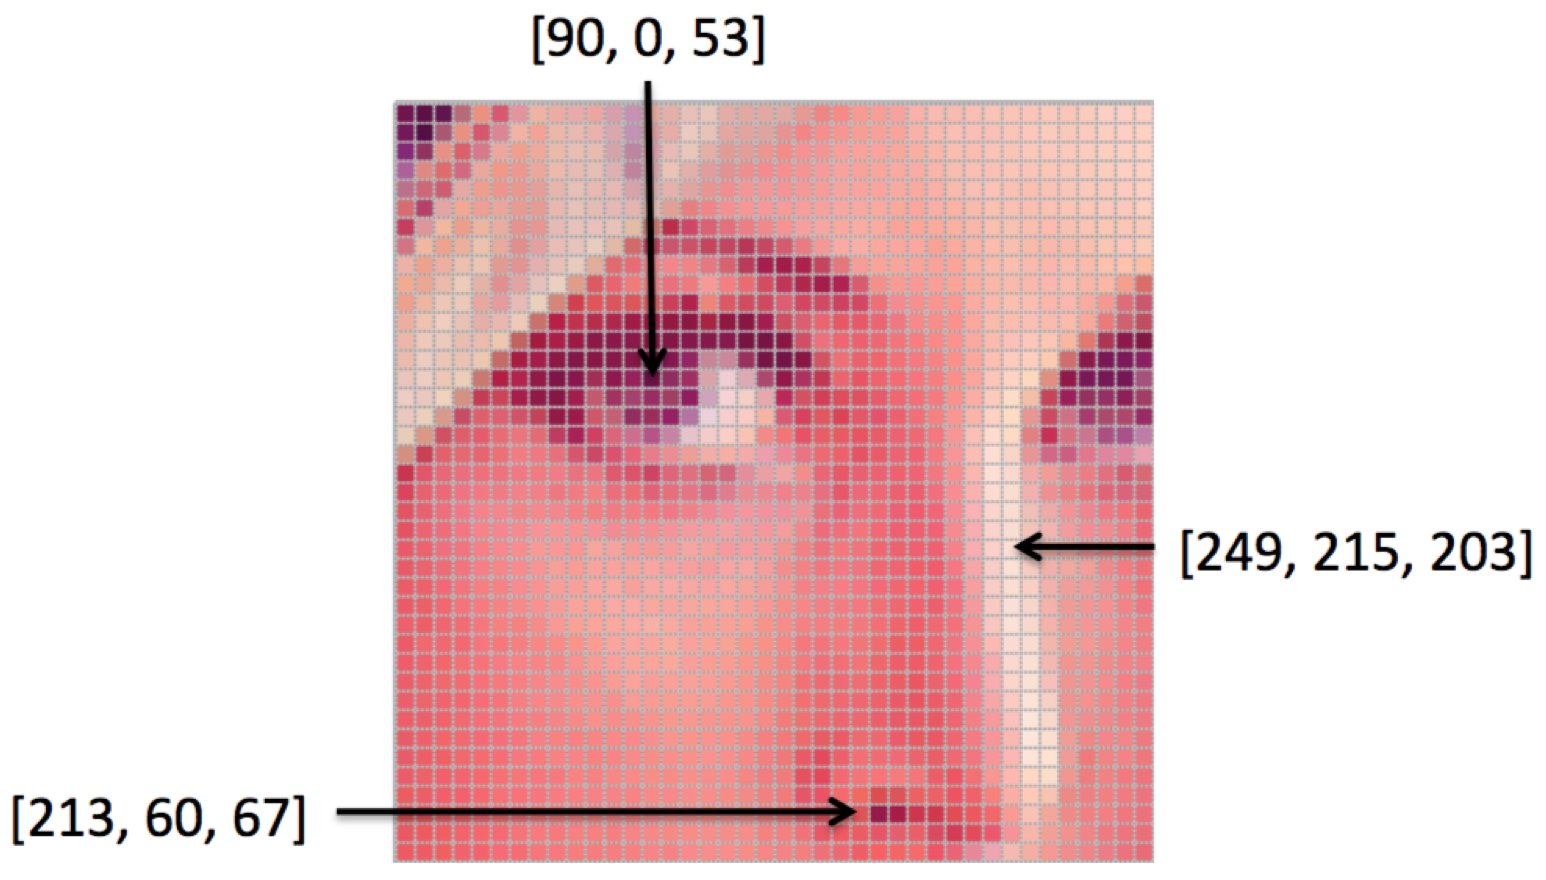 [90, 0, 53]
[249, 215, 203]
[213, 60, 67]